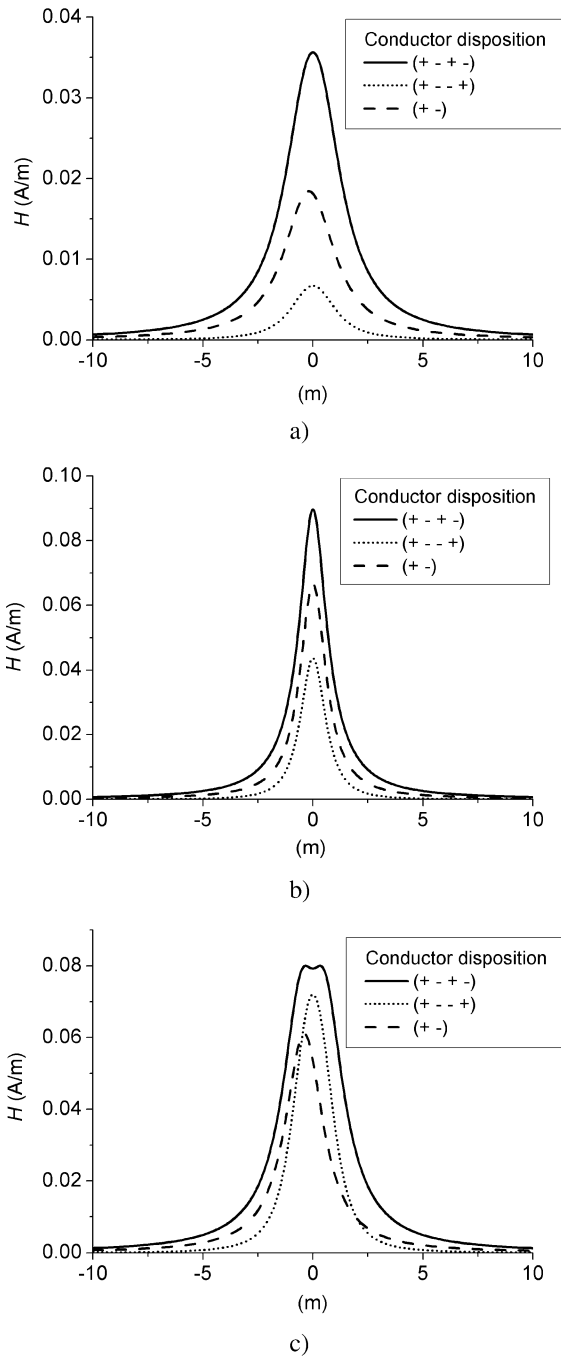 0.04
0.03
0.02
0.01
0.00
H (A/m)
Conductor disposition
(+ - + -)
(+ - - +)
(+ -)
-10 -5 0 5 10
(m)
a)
0.10
0.08
0.06
0.04
0.02
0.00
H (A/m)
Conductor disposition
(+ - + -)
(+ - - +)
(+ -)
-10 -5 0 5 10
(m)
b)
0.08
0.06
0.04
0.02
0.00
H (A/m)
Conductor disposition
(+ - + -)
(+ - - +)
(+ -)
-10 -5 0 5 10
(m)
c)